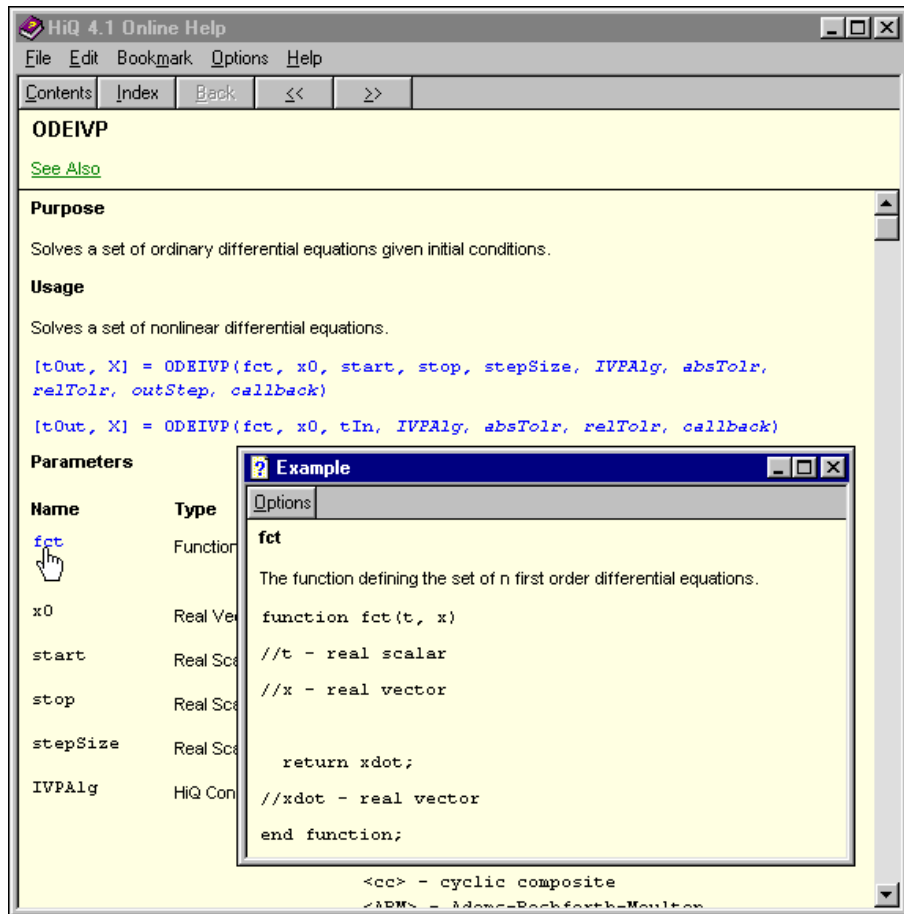 HiQ 4.1 Online Help
File Edit Bookmark Options Help
Contents Index Back << >>
ODEIVP
See Also
Purpose
Solves a set of ordinary differential equations given initial conditions.
Usage
Solves a set of nonlinear differential equations.
[tOut, X] = ODEIVP(fct, x0, start, stop, stepSize, IVPAlg, absTolr,
relTolr, outStep, callback)
[tOut, X] = ODEIVP(fct, x0, tIn, IVPAlg, absTolr, relTolr, callback)
Parameters
Name Type
fct Function
x0 Real Vec
start Real Sca
stop Real Sca
stepSize Real Sca
IVPAlg HiQ Con
? Example
Options
fct
The function defining the set of n first order differential equations.
function fct(t, x)
//t - real scalar
//x - real vector
return xdot;
//xdot - real vector
end function;
<cc> - cyclic composite